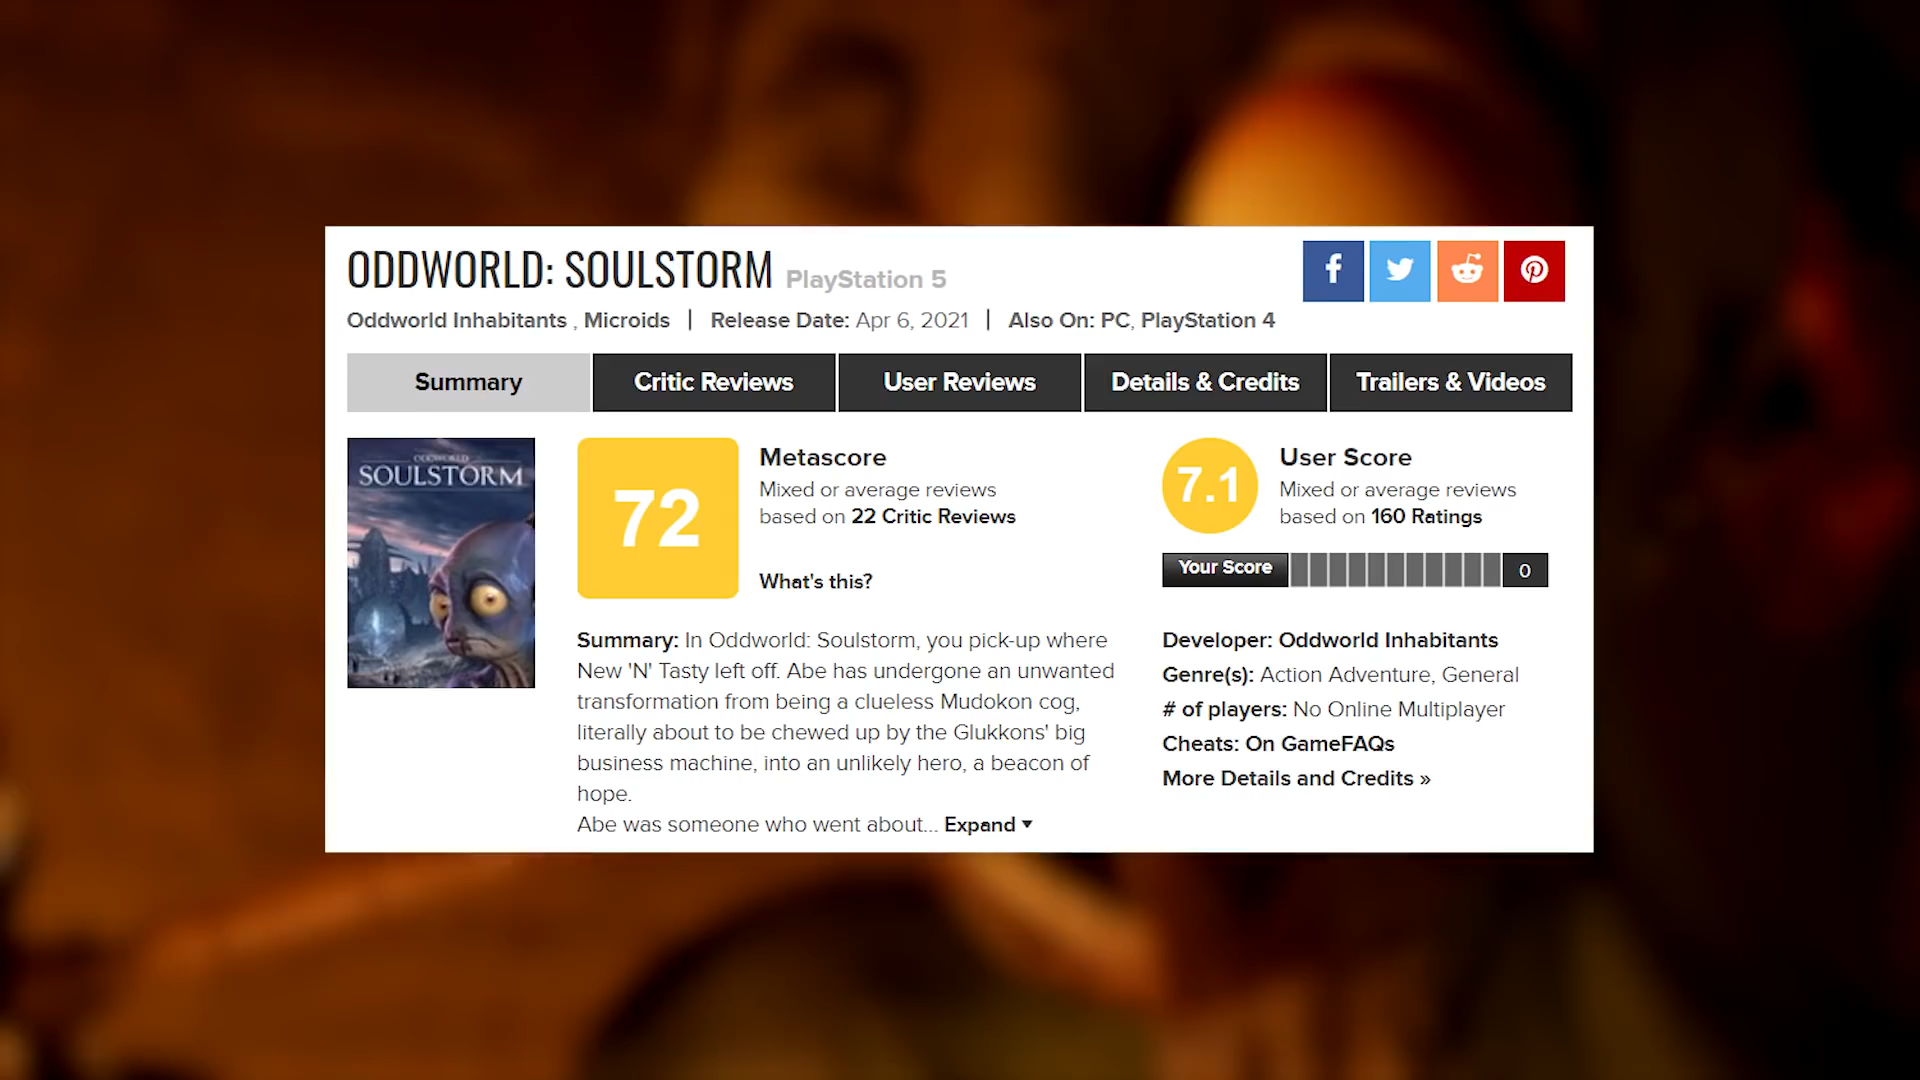 ODDWORLD: SOULSTORM PlayStation 5
Oddworld Inhabitants , Microids | Release Date: Apr 6, 2021 | Also On: PC, PlayStation 4
Summary
Critic Reviews
User Reviews
Details & Credits
Trailers & Videos
ODDWORLD
SOULSTORM
72
Metascore
Mixed or average reviews
based on 22 Critic Reviews
What's this?
Summary: In Oddworld: Soulstorm, you pick-up where
New 'N' Tasty left off. Abe has undergone an unwanted
transformation from being a clueless Mudokon cog,
literally about to be chewed up by the Glukkons' big
business machine, into an unlikely hero, a beacon of
hope.
Abe was someone who went about... Expand ▼
7.1
User Score
Mixed or average reviews
based on 160 Ratings
Your Score
0
Developer: Oddworld Inhabitants
Genre(s): Action Adventure, General
# of players: No Online Multiplayer
Cheats: On GameFAQs
More Details and Credits »